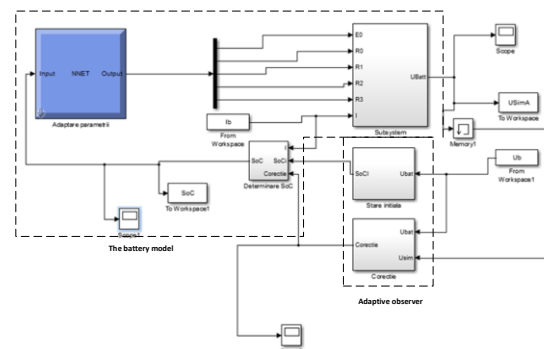 Input NNET Output
Adaptare parametrii
E0
R0
R1
R2
R3
I
UBatt
Subsystem
Scope
USimA
To Workspace
Memory1
Ib
From
Workspace
Ub
From
Workspace1
I
SoC SoCi
Corectie
Determinare SoC
SoCI Ubat
Stare initiala
Ubat
Corectie
Usim
Corectie
SoC
To Workspace1
Scope1
The battery model
Adaptive observer